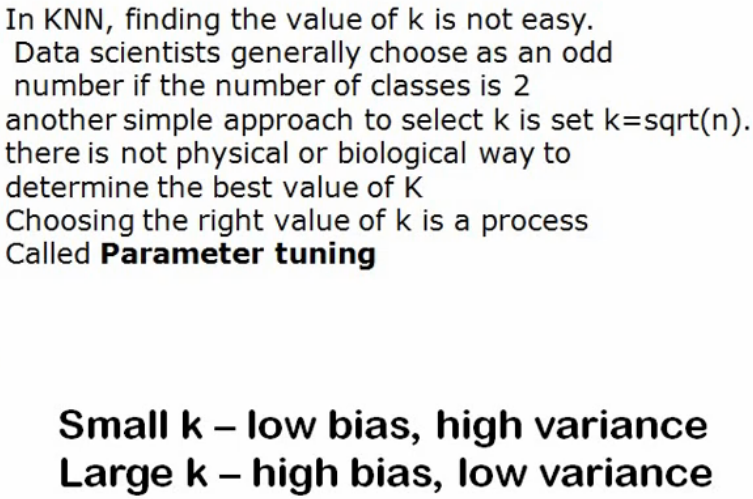 In KNN, finding the value of k is not easy.
Data scientists generally choose as an odd
number if the number of classes is 2
another simple approach to select k is set k=sqrt(n).
there is not physical or biological way to
determine the best value of K
Choosing the right value of k is a process
Called Parameter tuning
Small k – low bias, high variance
Large k – high bias, low variance